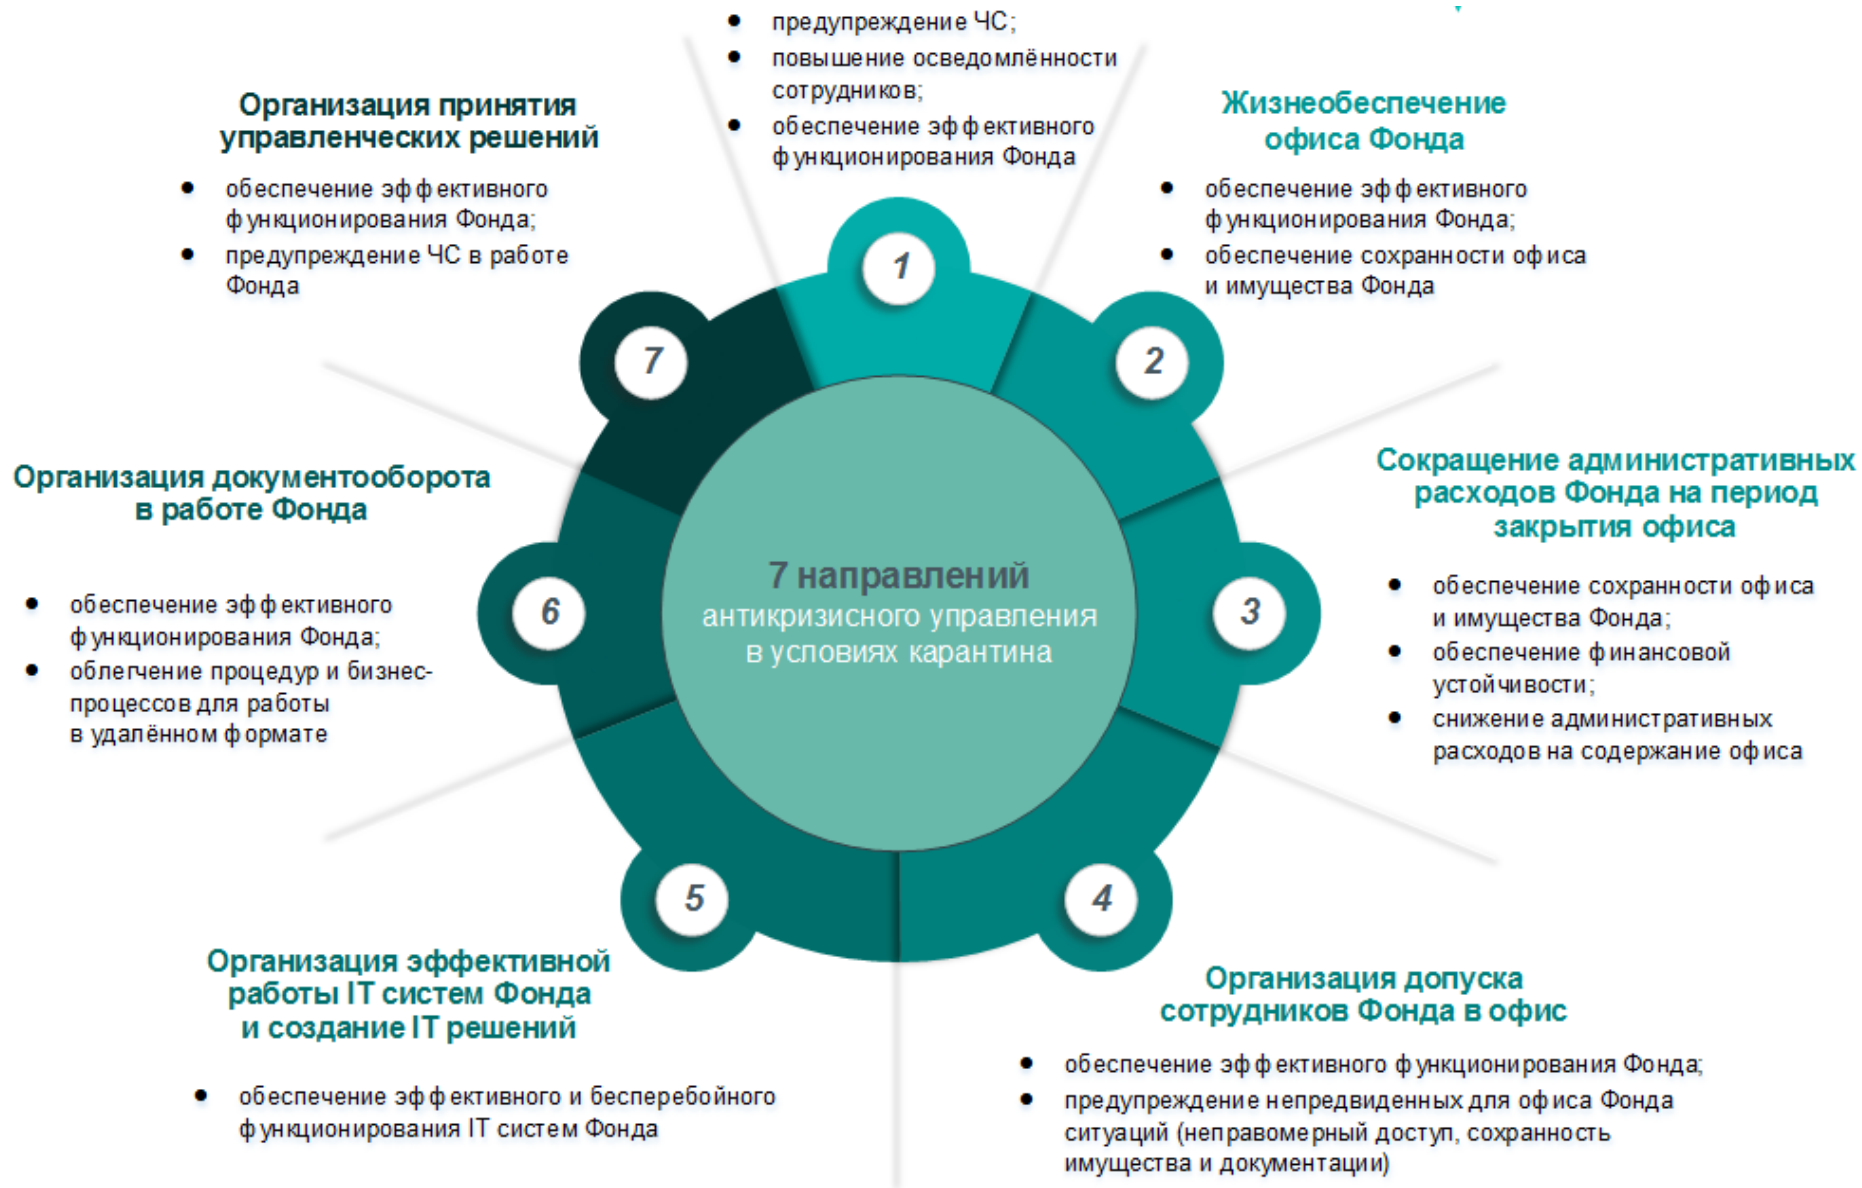 предупреждение ЧС;
повышение осведомлённости
сотрудников;
обеспечение эффективного
функционирования Фонда
1
Жизнеобеспечение
офиса Фонда
обеспечение эффективного
функционирования Фонда;
обеспечение сохранности офиса
и имущества Фонда
2
Сокращение административных
расходов Фонда на период
закрытия офиса
обеспечение сохранности офиса
и имущества Фонда;
обеспечение финансовой
устойчивости;
снижение административных
расходов на содержание офиса
3
Организация допуска
сотрудников Фонда в офис
обеспечение эффективного функционирования Фонда;
предупреждение непредвиденных для офиса Фонда
ситуаций (неправомерный доступ, сохранность
имущества и документации)
4
Организация эффективной
работы IT систем Фонда
и создание IT решений
обеспечение эффективного и бесперебойного
функционирования IT систем Фонда
5
Организация документооборота
в работе Фонда
обеспечение эффективного
функционирования Фонда;
облегчение процедур и бизнес-
процессов для работы
в удалённом формате
6
Организация принятия
управленческих решений
обеспечение эффективного
функционирования Фонда;
предупреждение ЧС в работе
Фонда
7
7 направлений
антикризисного управления
в условиях карантина